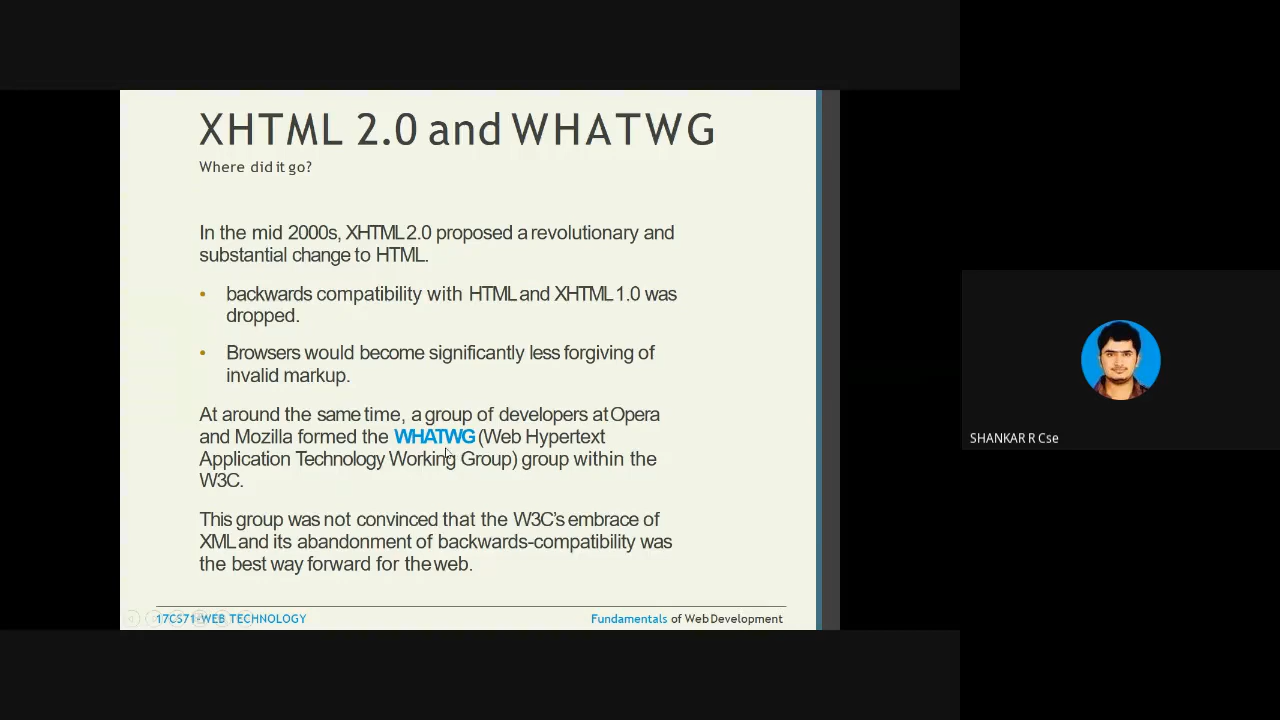 XHTML 2.0 and WHATWG
Where did it go?
In the mid 2000s, XHTML 2.0 proposed a revolutionary and
substantial change to HTML.
• backwards compatibility with HTML and XHTML 1.0 was
dropped.
• Browsers would become significantly less forgiving of
invalid markup.
At around the same time, a group of developers at Opera
and Mozilla formed the WHATWG (Web Hypertext
Application Technology Working Group) group within the
W3C.
This group was not convinced that the W3C's embrace of
XML and its abandonment of backwards-compatibility was
the best way forward for the web.
17CS71-WEB TECHNOLOGY
Fundamentals of Web Development
SHANKAR R Cse